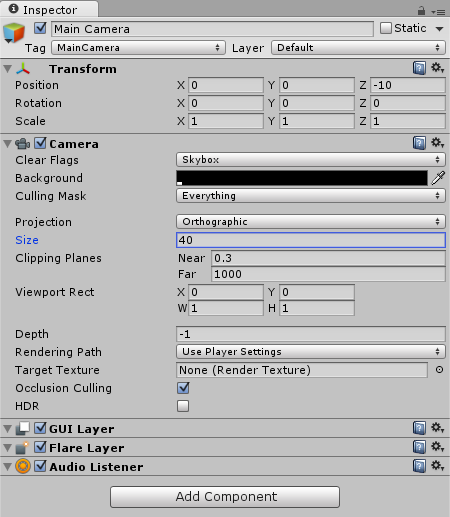 Inspector
Main Camera Static
Tag MainCamera Layer Default
Transform
Position X 0 Y 0 Z -10
Rotation X 0 Y 0 Z 0
Scale X 1 Y 1 Z 1
Camera
Clear Flags Skybox
Background
Culling Mask Everything
Projection Orthographic
Size 40
Clipping Planes Near 0.3
Far 1000
Viewport Rect X 0 Y 0
W 1 H 1
Depth -1
Rendering Path Use Player Settings
Target Texture None (Render Texture)
Occlusion Culling
HDR
GUI Layer
Flare Layer
Audio Listener
Add Component